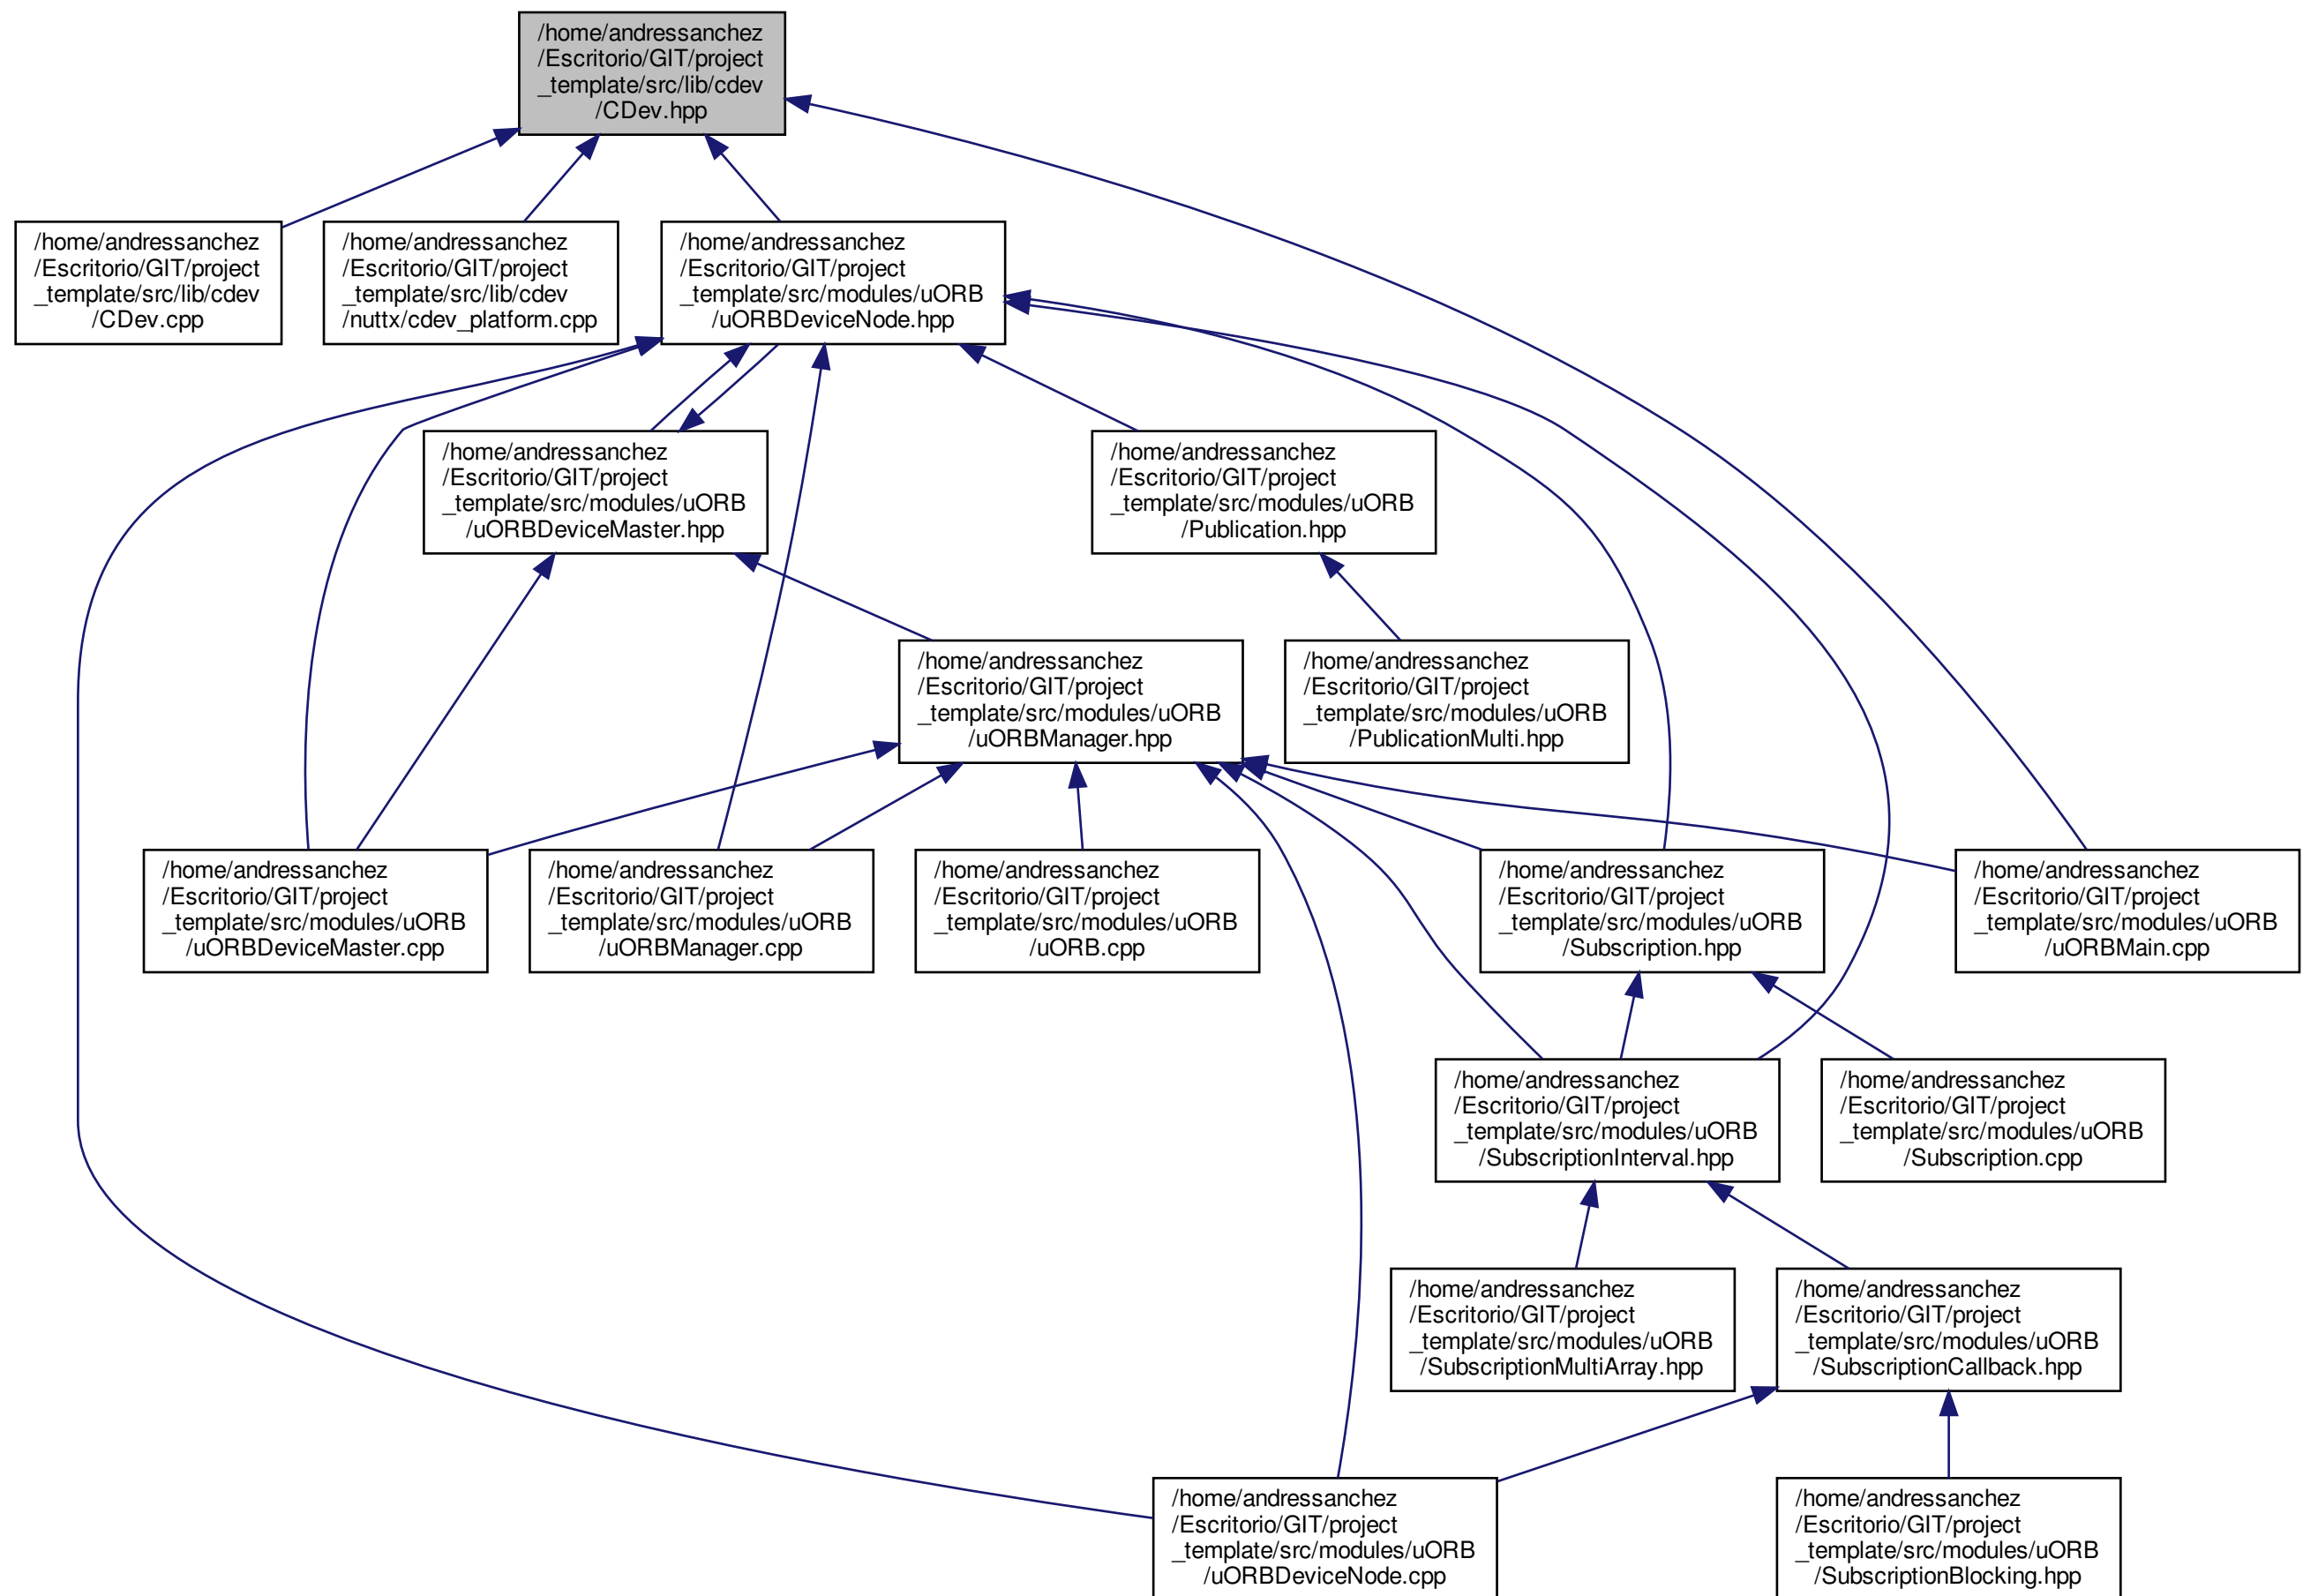 /home/andressanchez
/Escritorio/GIT/project
_template/src/lib/cdev
/CDev.hpp
/home/andressanchez
/Escritorio/GIT/project
_template/src/lib/cdev
/CDev.cpp
/home/andressanchez
/Escritorio/GIT/project
_template/src/lib/cdev
/nuttx/cdev_platform.cpp
/home/andressanchez
/Escritorio/GIT/project
_template/src/modules/uORB
/uORBDeviceNode.hpp
/home/andressanchez
/Escritorio/GIT/project
_template/src/modules/uORB
/uORBDeviceMaster.hpp
/home/andressanchez
/Escritorio/GIT/project
_template/src/modules/uORB
/Publication.hpp
/home/andressanchez
/Escritorio/GIT/project
_template/src/modules/uORB
/uORBManager.hpp
/home/andressanchez
/Escritorio/GIT/project
_template/src/modules/uORB
/PublicationMulti.hpp
/home/andressanchez
/Escritorio/GIT/project
_template/src/modules/uORB
/uORBDeviceMaster.cpp
/home/andressanchez
/Escritorio/GIT/project
_template/src/modules/uORB
/uORBManager.cpp
/home/andressanchez
/Escritorio/GIT/project
_template/src/modules/uORB
/uORB.cpp
/home/andressanchez
/Escritorio/GIT/project
_template/src/modules/uORB
/Subscription.hpp
/home/andressanchez
/Escritorio/GIT/project
_template/src/modules/uORB
/uORBMain.cpp
/home/andressanchez
/Escritorio/GIT/project
_template/src/modules/uORB
/SubscriptionInterval.hpp
/home/andressanchez
/Escritorio/GIT/project
_template/src/modules/uORB
/Subscription.cpp
/home/andressanchez
/Escritorio/GIT/project
_template/src/modules/uORB
/SubscriptionMultiArray.hpp
/home/andressanchez
/Escritorio/GIT/project
_template/src/modules/uORB
/SubscriptionCallback.hpp
/home/andressanchez
/Escritorio/GIT/project
_template/src/modules/uORB
/uORBDeviceNode.cpp
/home/andressanchez
/Escritorio/GIT/project
_template/src/modules/uORB
/SubscriptionBlocking.hpp